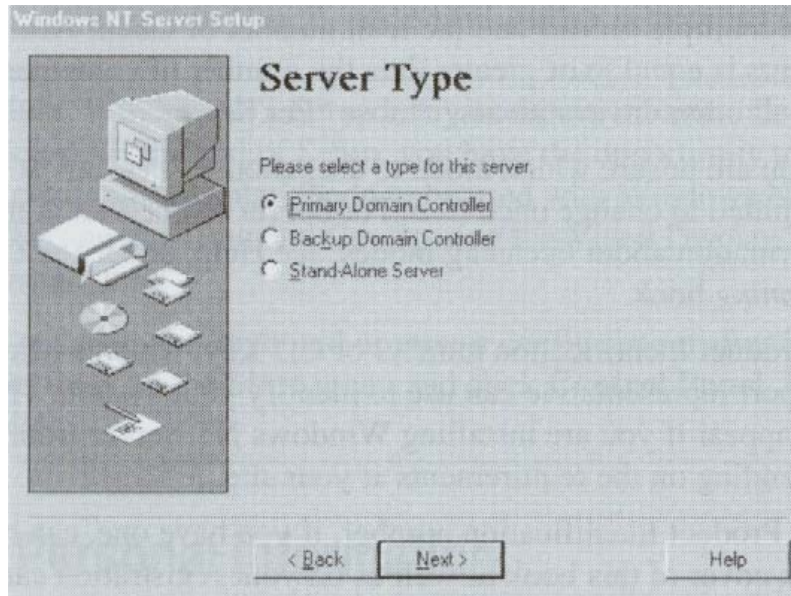 Windows NT Server Setup
Server Type
Please select a type for this server.
Primary Domain Controller
Backup Domain Controller
Stand-Alone Server
< Back
Next >
Help